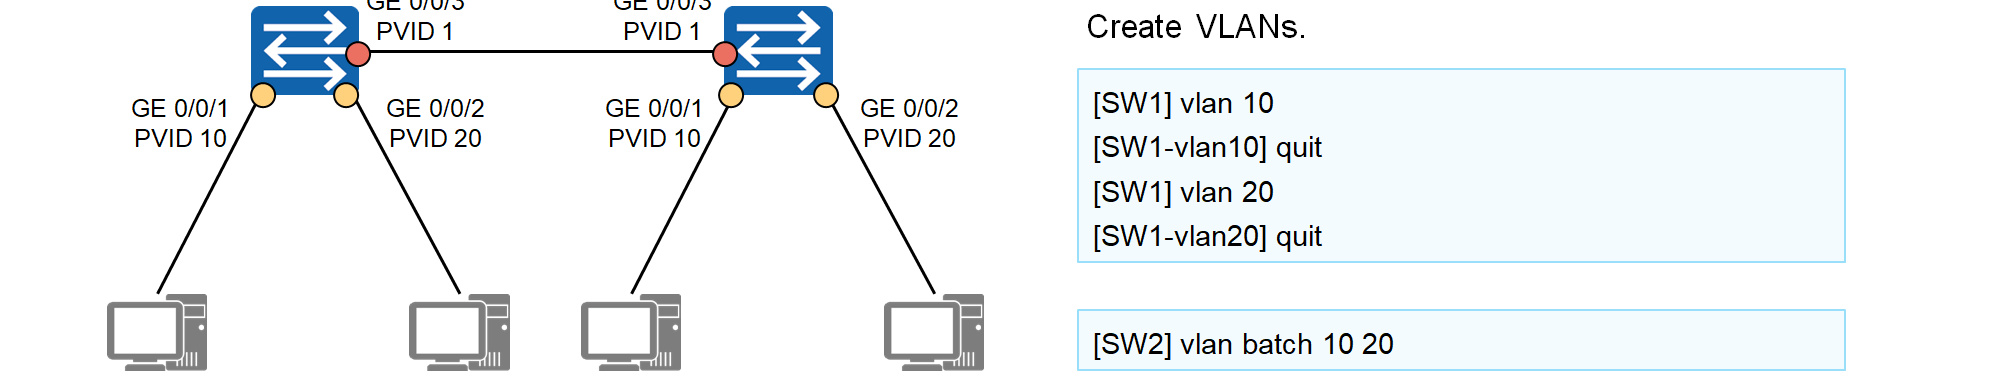 GE 0/0/3
PVID 1
GE 0/0/3
PVID 1
GE 0/0/1
PVID 10
GE 0/0/2
PVID 20
GE 0/0/1
PVID 10
GE 0/0/2
PVID 20
Create VLANs.
[SW1] vlan 10
[SW1-vlan10] quit
[SW1] vlan 20
[SW1-vlan20] quit
[SW2] vlan batch 10 20